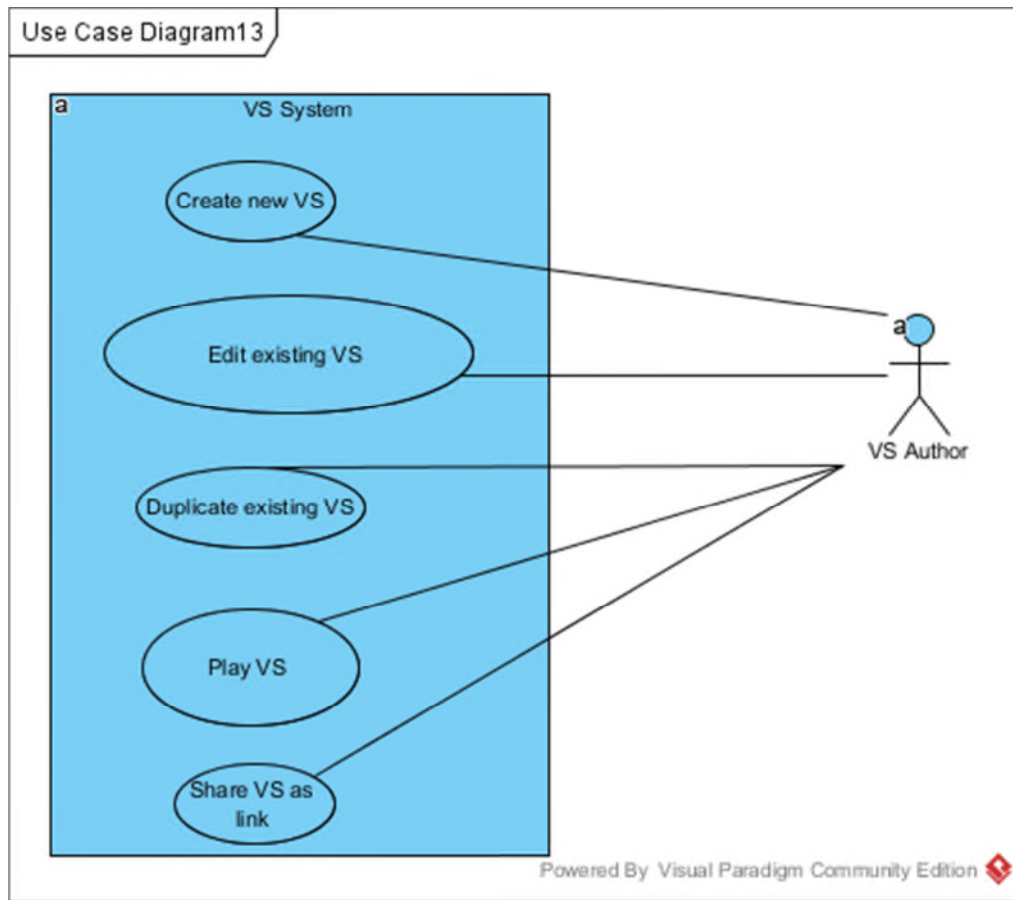 Use Case Diagram13
a
VS System
Create new VS
Edit existing VS
a
VS Author
Duplicate existing VS
Play VS
Share VS as
link
Powered By Visual Paradigm Community Edition